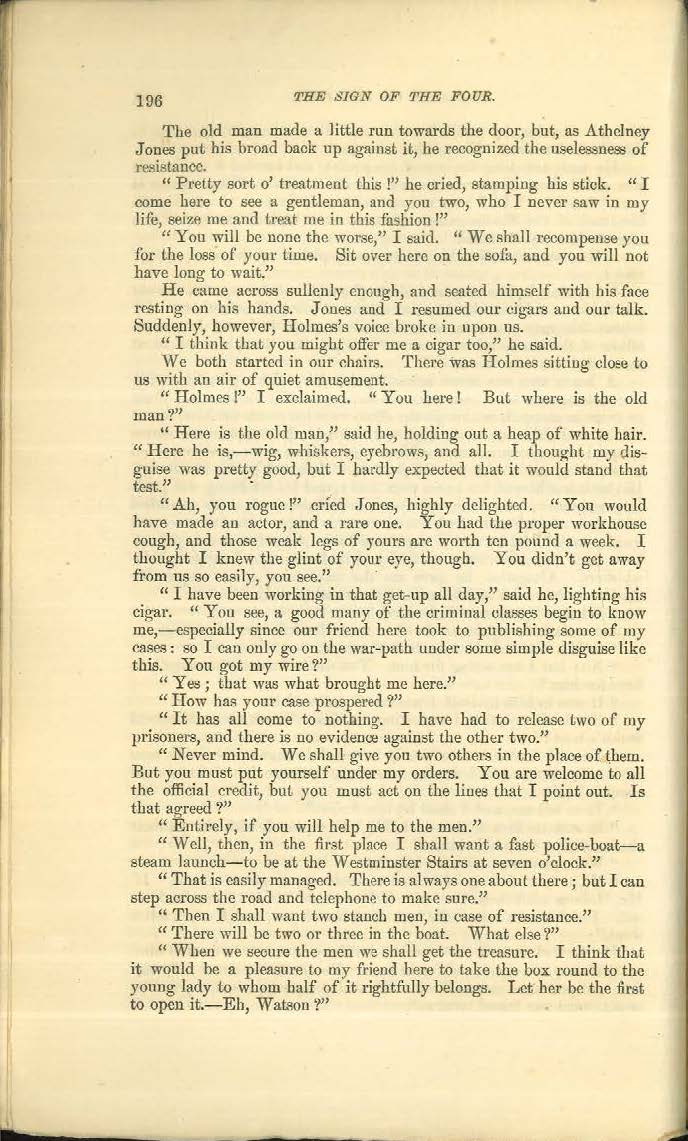 196
THE SIGN OF THE FOUR.
The old man made a little run towards the door, but, as Athelney
Jones put his broad back up against it, he recognized the uselessness of
resistance.
“ Pretty sort o’ treatment this !” he cried, stamping his stick. “ I
come here to see a gentleman, and you two, who I never saw in my
life, seize me and treat me in this fashion !”
“ You will be none the worse,” I said. “ We shall recompense you
for the loss of your time. Sit over here on the sofa, and you will not
have long to wait.”
He came across sullenly enough, and seated himself with his face
resting on his hands. Jones and I resumed our cigars and our talk.
Suddenly, however, Holmes’s voice broke in upon us.
“ I think that you might offer me a cigar too,” he said.
We both started in our chairs. There was Holmes sitting close to
us with an air of quiet amusement.
“ Holmes !” I exclaimed. “ You here ! But where is the old
man ?”
“ Here is the old man,” said he, holding out a heap of white hair.
“ Here he is,—wig, whiskers, eyebrows, and all. I thought my dis-
guise was pretty good, but I hardly expected that it would stand that
test.”
“ Ah, you rogue !” cried Jones, highly delighted. “ You would
have made an actor, and a rare one. You had the proper workhouse
cough, and those weak legs of yours are worth ten pound a week. I
thought I knew the glint of your eye, though. You didn’t get away
from us so easily, you see.”
“ I have been working in that get-up all day,” said he, lighting his
cigar. “ You see, a good many of the criminal classes begin to know
me,—especially since our friend here took to publishing some of my
cases : so I can only go on the war-path under some simple disguise like
this. You got my wire ?”
“ Yes ; that was what brought me here.”
“ How has your case prospered ?”
“ It has all come to nothing. I have had to release two of my
prisoners, and there is no evidence against the other two.”
“ Never mind. We shall give you two others in the place of them.
But you must put yourself under my orders. You are welcome to all
the official credit, but you must act on the lines that I point out. Is
that agreed ?”
“ Entirely, if you will help me to the men.”
“ Well, then, in the first place I shall want a fast police-boat—a
steam launch—to be at the Westminster Stairs at seven o’clock.”
“ That is easily managed. There is always one about there ; but I can
step across the road and telephone to make sure.”
“ Then I shall want two stanch men, in case of resistance.”
“ There will be two or three in the boat. What else ?”
“ When we secure the men we shall get the treasure. I think that
it would be a pleasure to my friend here to take the box round to the
young lady to whom half of it rightfully belongs. Let her be the first
to open it.—Eh, Watson ?”